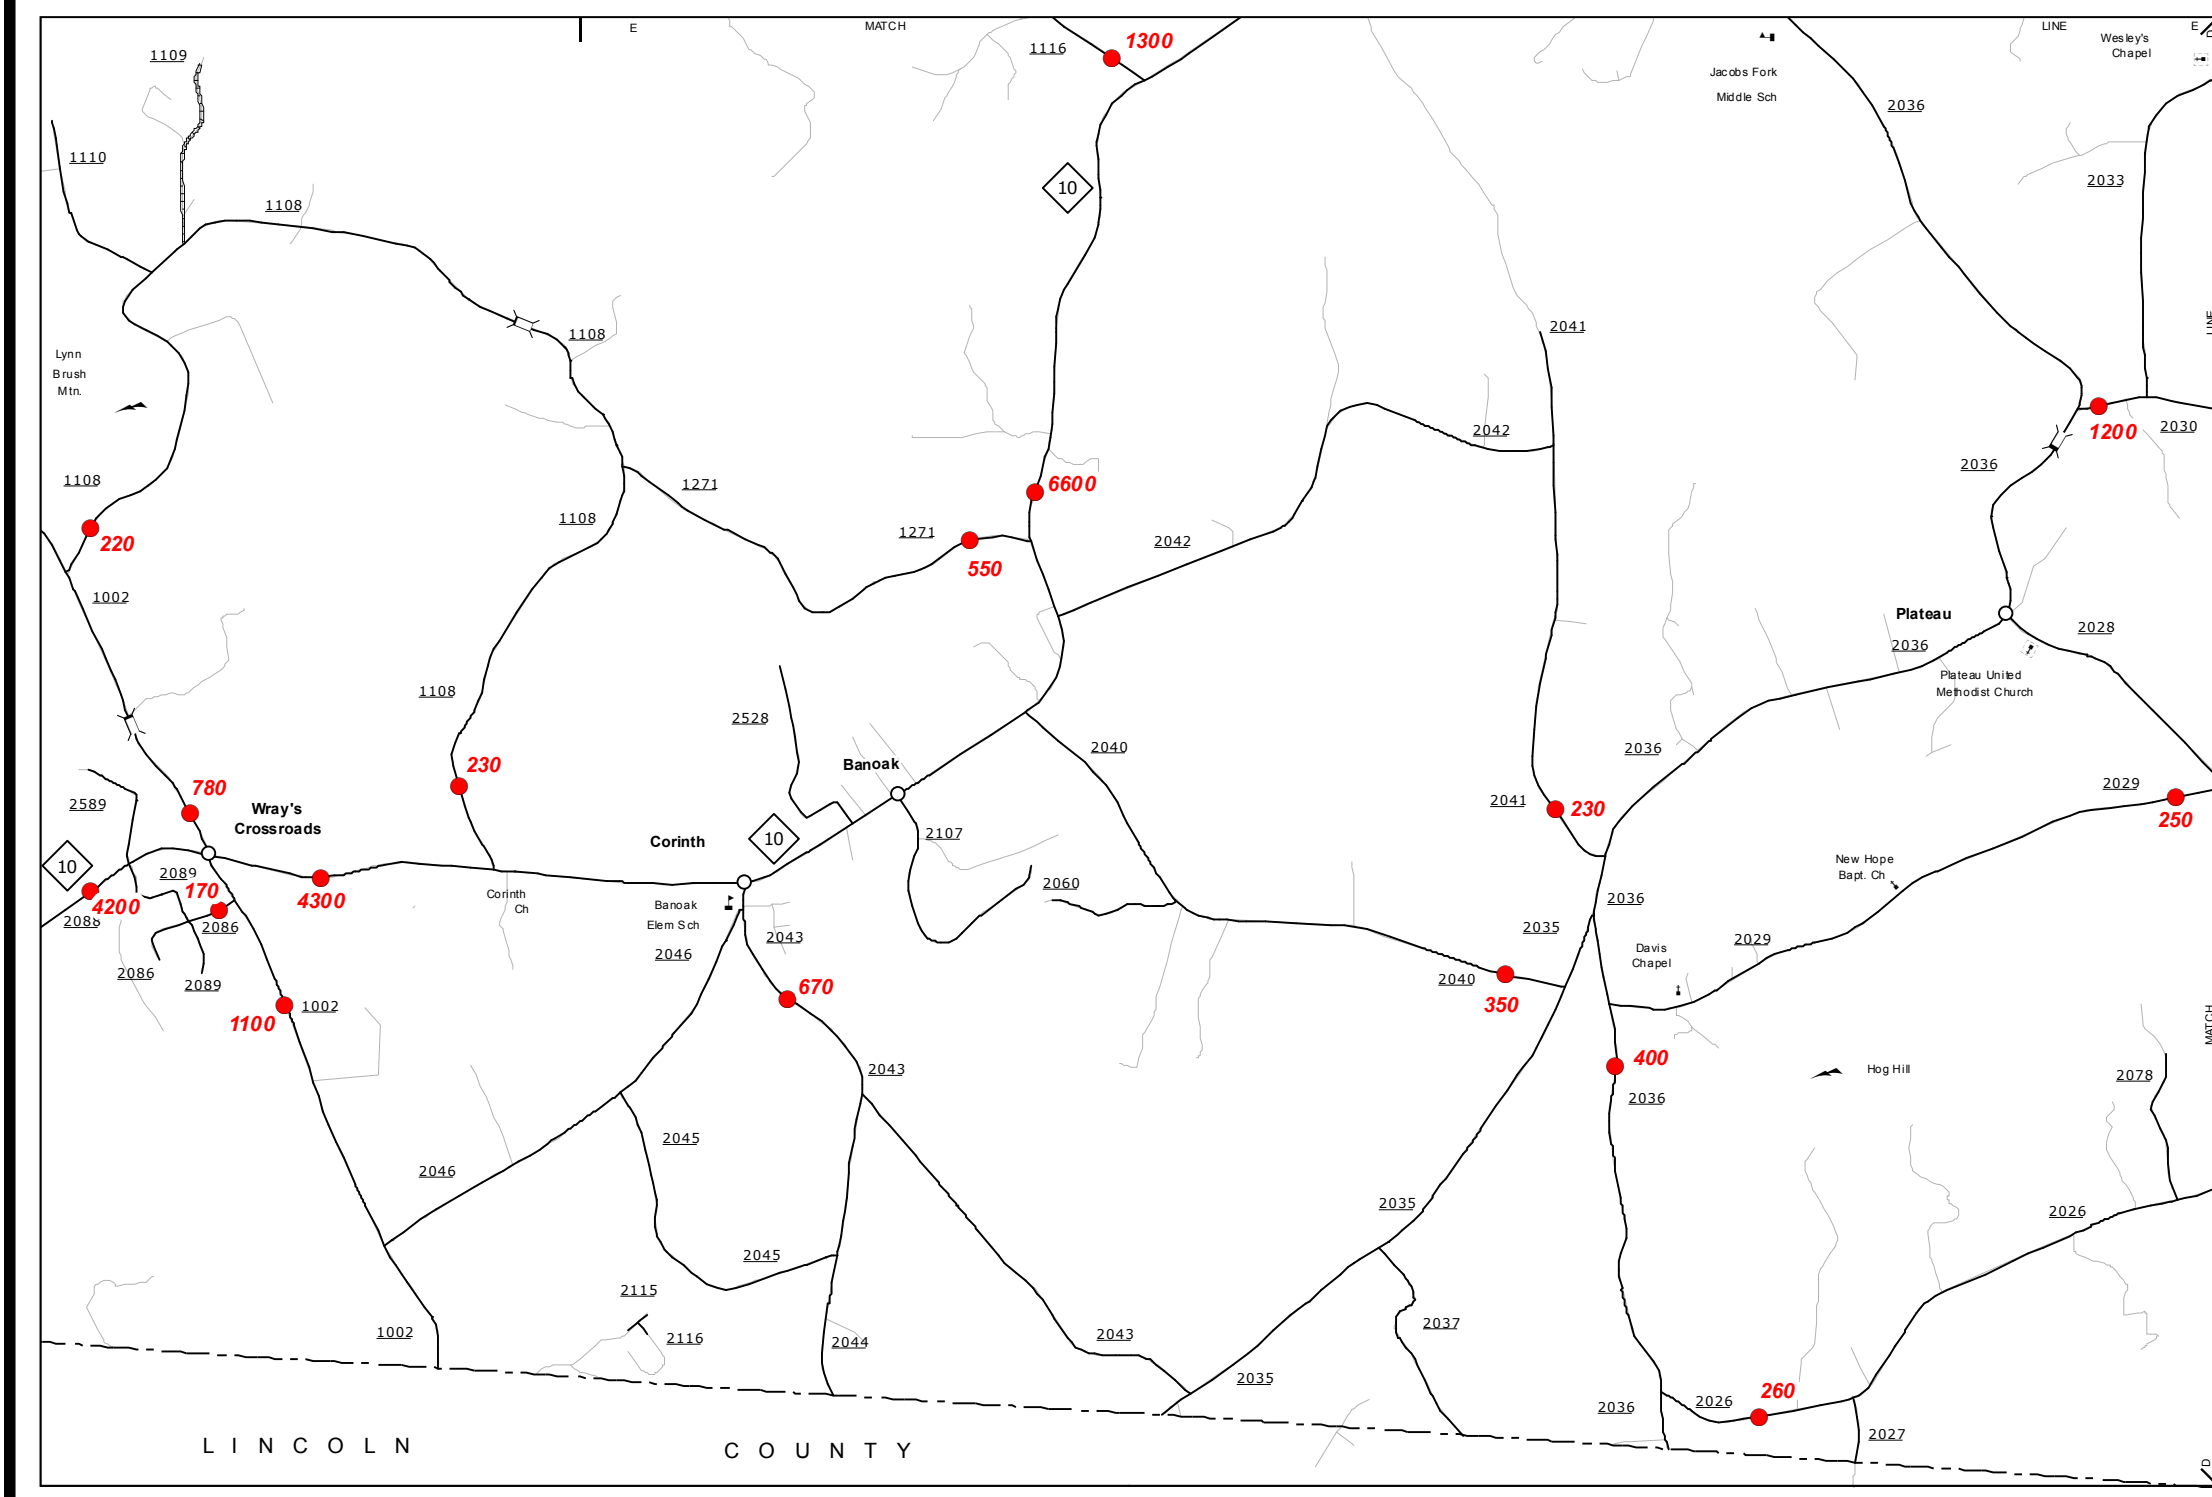 E
MATCH
LINE
E
D
1109
1116
1300
Jacobs Fork
Middle Sch
Wesley's
Chapel
2036
1110
1108
10
2033
1108
2041
LINE
Lynn
Brush
Mtn.
2042
1200
2030
2036
1108
1271
6600
220
1108
1271
550
2042
1002
Plateau
2028
2036
Plateau United
Methodist Church
1108
2528
2040
2036
Banoak
230
780
2589
Wray's
Crossroads
2041
230
2029
250
Corinth
10
2107
10
2089
170
4200
2088
4300
2086
Corinth
Ch
Banoak
Elem Sch
2060
New Hope
Bapt. Ch
2036
2046
2043
2035
Davis
Chapel
2029
2086
2089
2040
350
670
1002
1100
MATCH
400
2043
Hog Hill
2078
2036
2045
2046
2035
2026
2045
2115
2116
1002
2044
2043
2037
2035
2036
2026
260
2027
LINCOLN
COUNTY
D